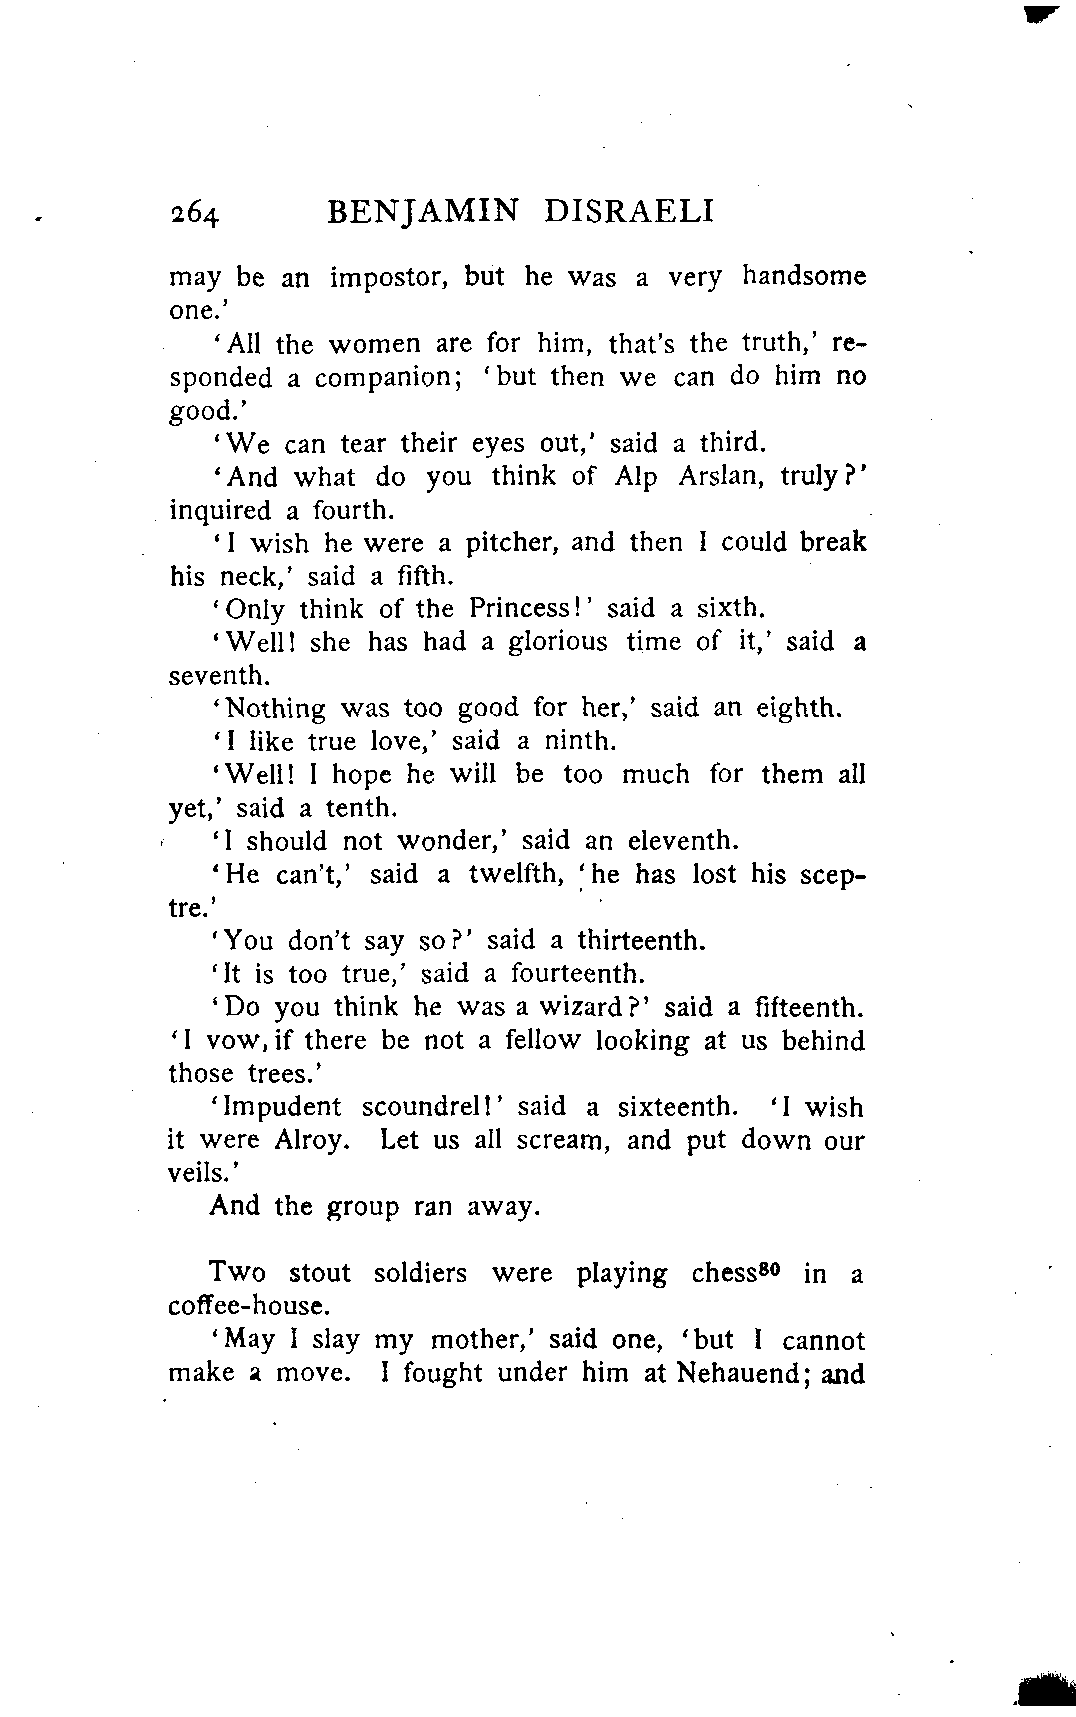 264 BENJAMIN DISRAELI
may be an impostor, but he was a very handsome
one.'
'All the women are for him, that's the truth,' re-
sponded a companion; 'but then we can do him no
good.'
'We can tear their eyes out,' said a third.
'And what do you think of Alp Arslan, truly?'
inquired a fourth.
'I wish he were a pitcher, and then I could break
his neck,' said a fifth.
'Only think of the Princess!' said a sixth.
'Well! she has had a glorious time of it,' said a
seventh.
'Nothing was too good for her,' said an eighth.
'I like true love,' said a ninth.
'Well! I hope he will be too much for them all
yet,' said a tenth.
'I should not wonder,' said an eleventh.
'He can't,' said a twelfth, 'he has lost his scep-
tre.'
'You don't say so?' said a thirteenth.
'It is too true,' said a fourteenth.
'Do you think he was a wizard?' said a fifteenth.
'I vow, if there be not a fellow looking at us behind
those trees.'
'Impudent scoundrel!' said a sixteenth. 'I wish
it were Alroy. Let us all scream, and put down our
veils.'
And the group ran away.
Two stout soldiers were playing chess⁸⁰ in a
coffee-house.
'May I slay my mother,' said one, 'but I cannot
make a move. I fought under him at Nehauend; and